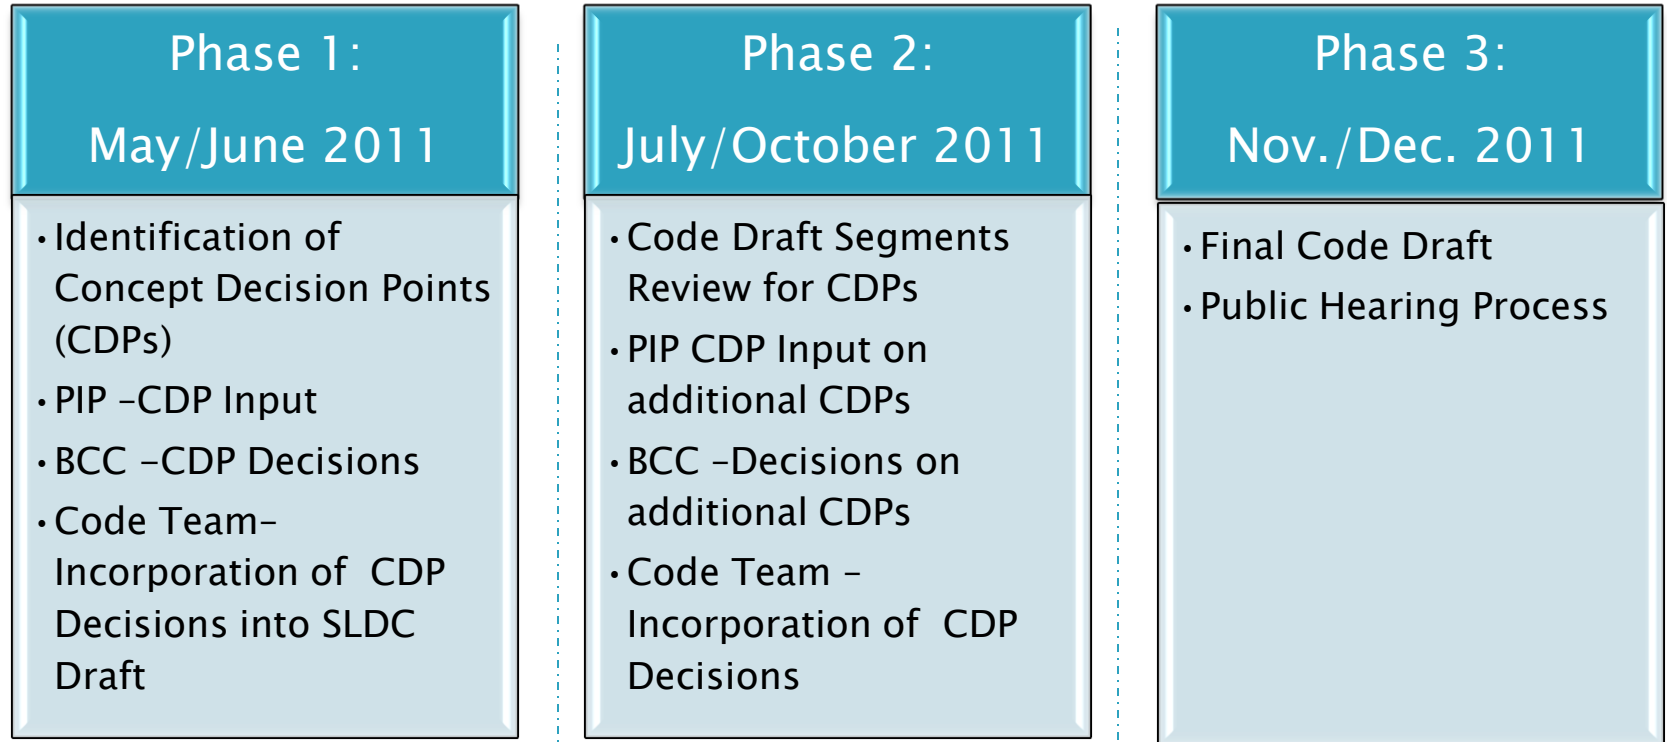 Phase 1:
May/June 2011
• Identification of
Concept Decision Points
(CDPs)
• PIP –CDP Input
• BCC –CDP Decisions
• Code Team–
Incorporation of  CDP
Decisions into SLDC
Draft
Phase 2:
July/October 2011
• Code Draft Segments
Review for CDPs
• PIP CDP Input on
additional CDPs
• BCC –Decisions on
additional CDPs
• Code Team –
Incorporation of  CDP
Decisions
Phase 3:
Nov./Dec. 2011
• Final Code Draft
• Public Hearing Process